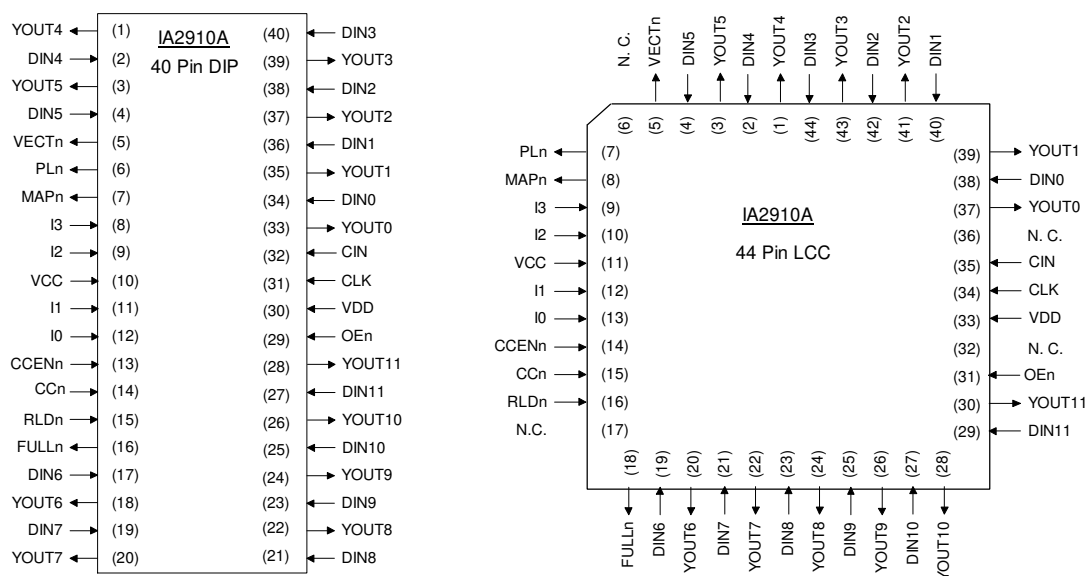 YOUT4 (1) IA2910A (40) DIN3
DIN4 (2) 40 Pin DIP (39) YOUT3
YOUT5 (3) (38) DIN2
DIN5 (4) (37) YOUT2
VECTn (5) (36) DIN1
PLn (6) (35) YOUT1
MAPn (7) (34) DIN0
I3 (8) (33) YOUT0
I2 (9) (32) CIN
VCC (10) (31) CLK
I1 (11) (30) VDD
I0 (12) (29) OEn
CCENn (13) (28) YOUT11
CCn (14) (27) DIN11
RLDn (15) (26) YOUT10
FULLn (16) (25) DIN10
DIN6 (17) (24) YOUT9
YOUT6 (18) (23) DIN9
DIN7 (19) (22) YOUT8
YOUT7 (20) (21) DIN8
N. C. VECTn DIN5 YOUT5 DIN4 YOUT4 DIN3 YOUT3 DIN2 YOUT2 DIN1
(6) (5) (4) (3) (2) (1) (44) (43) (42) (41) (40)
PLn (7) (39) YOUT1
MAPn (8) (38) DIN0
I3 (9) IA2910A (37) YOUT0
I2 (10) 44 Pin LCC (36) N. C.
VCC (11) (35) CIN
I1 (12) (34) CLK
I0 (13) (33) VDD
CCENn (14) (32) N. C.
CCn (15) (31) OEn
RLDn (16) (30) YOUT11
N.C. (17) (29) DIN11
(18) (19) (20) (21) (22) (23) (24) (25) (26) (27) (28)
FULLn DIN6 YOUT6 DIN7 YOUT7 DIN8 YOUT8 DIN9 YOUT9 DIN10 YOUT10